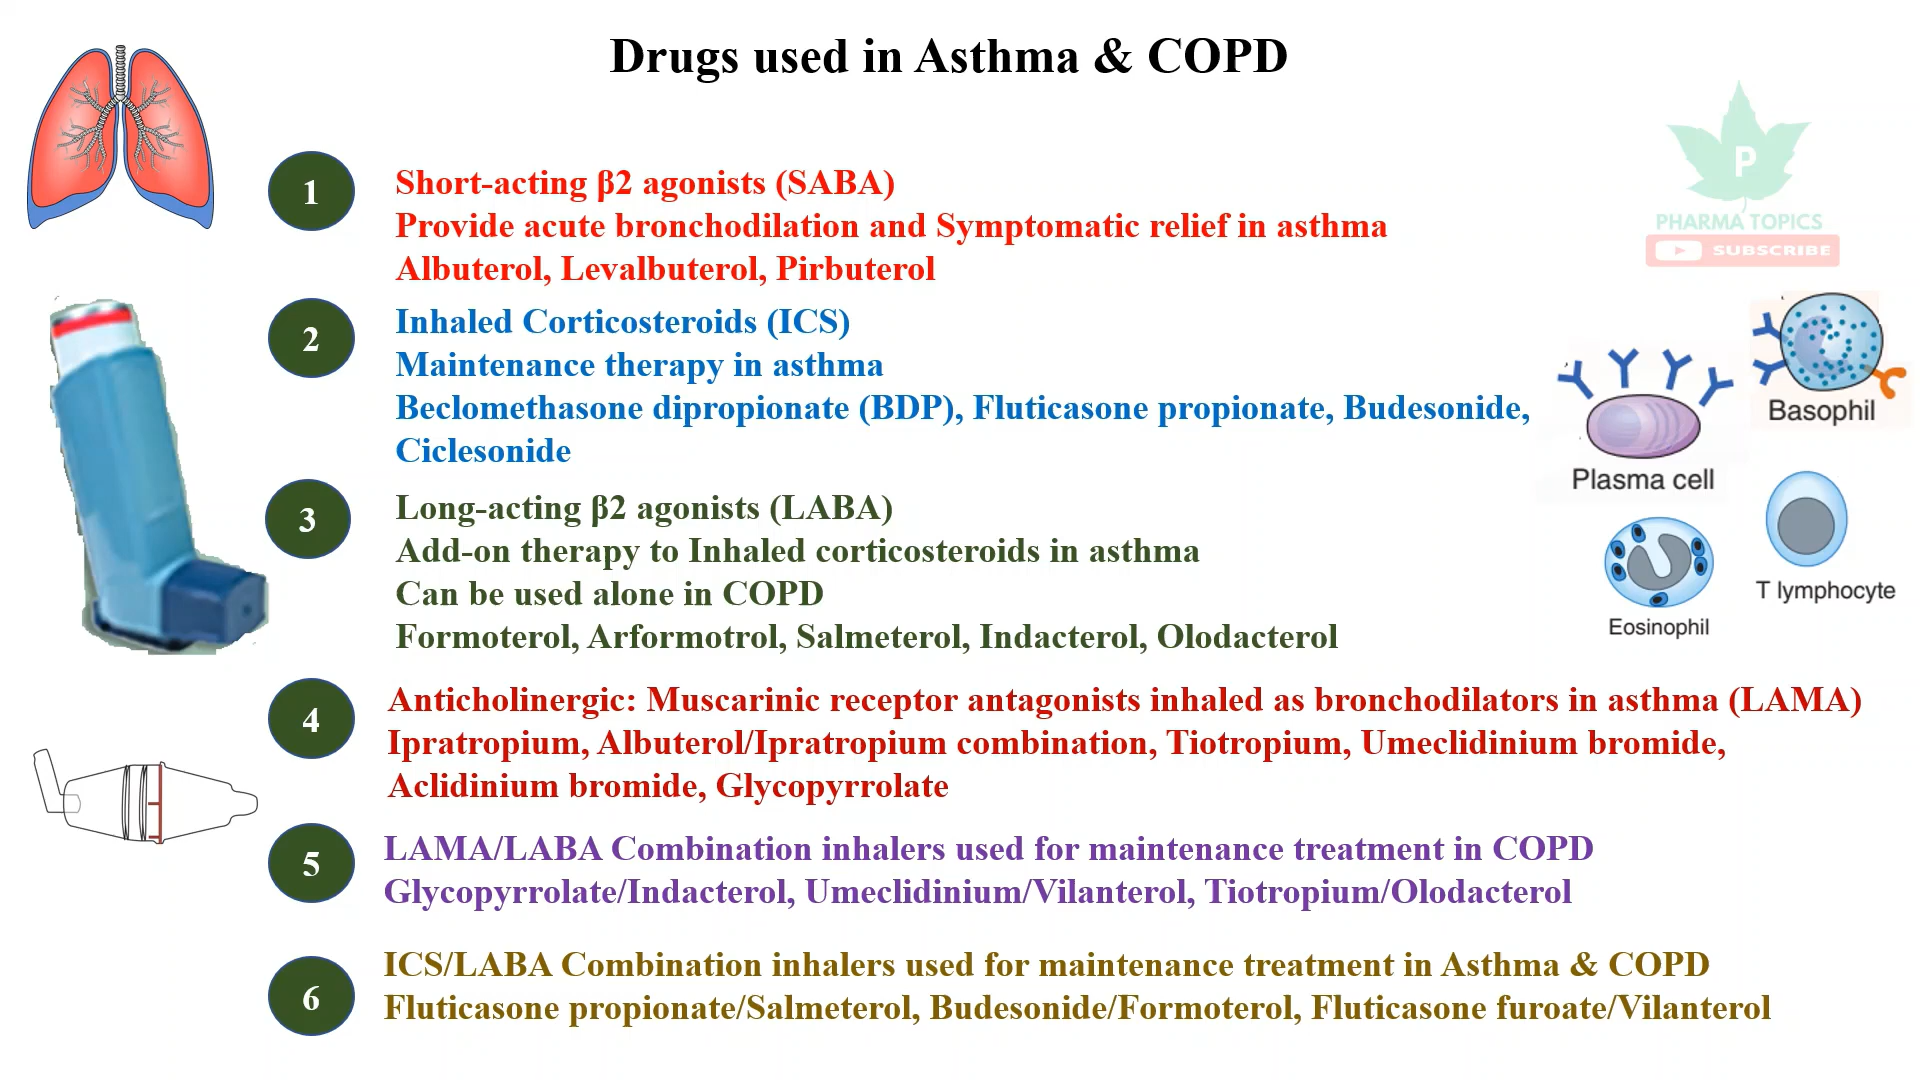 Drugs used in Asthma & COPD
P
PHARMA TOPICS
SUBSCRIBE
1
Short-acting β2 agonists (SABA)
Provide acute bronchodilation and Symptomatic relief in asthma
Albuterol, Levalbuterol, Pirbuterol
2
Inhaled Corticosteroids (ICS)
Maintenance therapy in asthma
Beclomethasone dipropionate (BDP), Fluticasone propionate, Budesonide,
Ciclesonide
Basophil
Plasma cell
T lymphocyte
Eosinophil
3
Long-acting β2 agonists (LABA)
Add-on therapy to Inhaled corticosteroids in asthma
Can be used alone in COPD
Formoterol, Arformotrol, Salmeterol, Indacterol, Olodacterol
4
Anticholinergic: Muscarinic receptor antagonists inhaled as bronchodilators in asthma (LAMA)
Ipratropium, Albuterol/Ipratropium combination, Tiotropium, Umeclidinium bromide,
Aclidinium bromide, Glycopyrrolate
5
LAMA/LABA Combination inhalers used for maintenance treatment in COPD
Glycopyrrolate/Indacterol, Umeclidinium/Vilanterol, Tiotropium/Olodacterol
6
ICS/LABA Combination inhalers used for maintenance treatment in Asthma & COPD
Fluticasone propionate/Salmeterol, Budesonide/Formoterol, Fluticasone furoate/Vilanterol